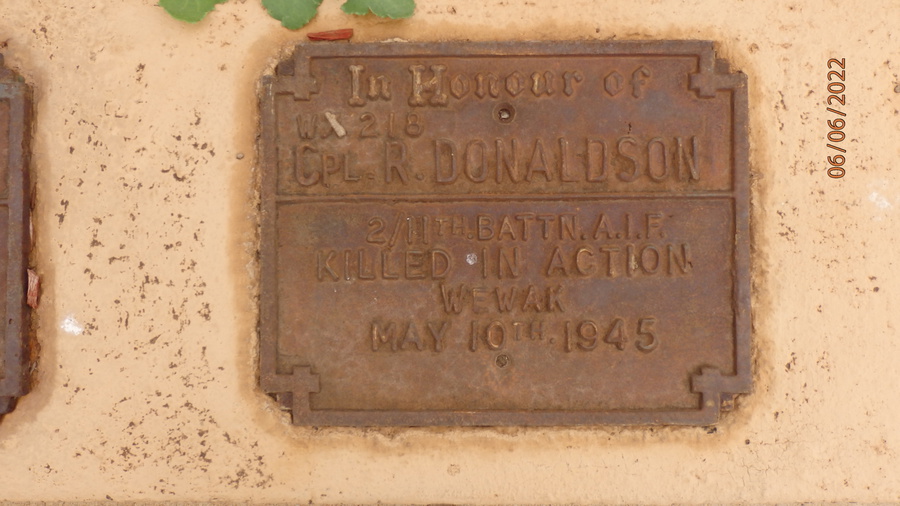 In Honour of
WX 218
CPL. R. DONALDSON
2/11TH. BATTN. A.I.F.
KILLED IN ACTION
WEWAK
MAY 10TH. 1945
06/06/2022